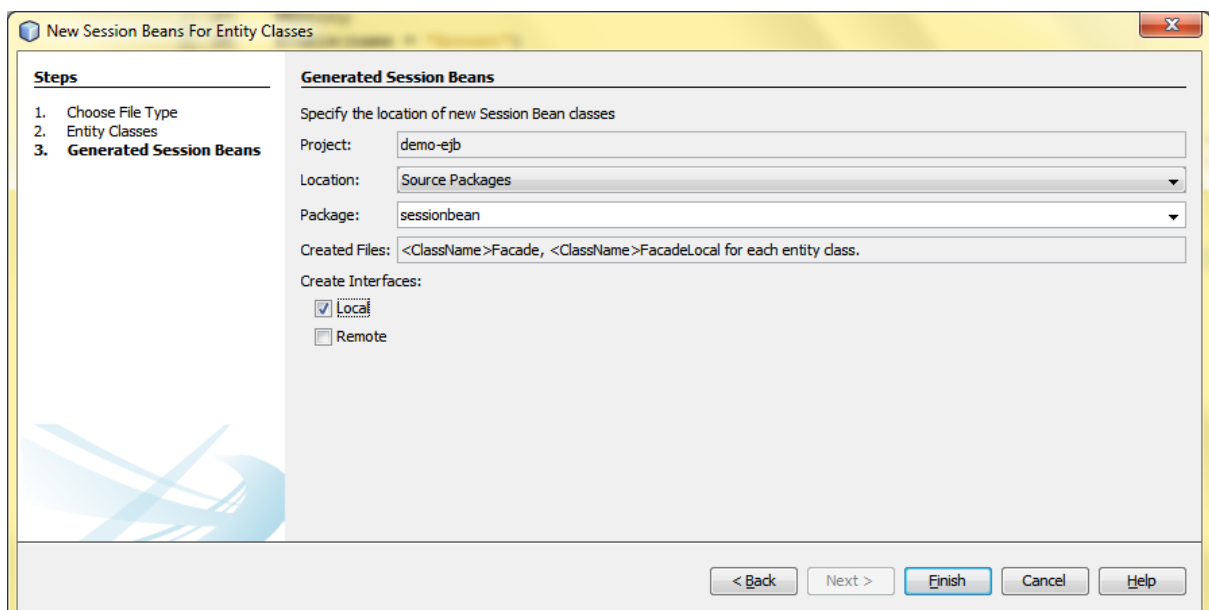 New Session Beans For Entity Classes
Steps
1. Choose File Type
2. Entity Classes
3. Generated Session Beans
Generated Session Beans
Specify the location of new Session Bean classes
Project: demo-ejb
Location: Source Packages
Package: sessionbean
Created Files: <ClassName>Facade, <ClassName>FacadeLocal for each entity class.
Create Interfaces:
Local
Remote
< Back Next > Finish Cancel Help